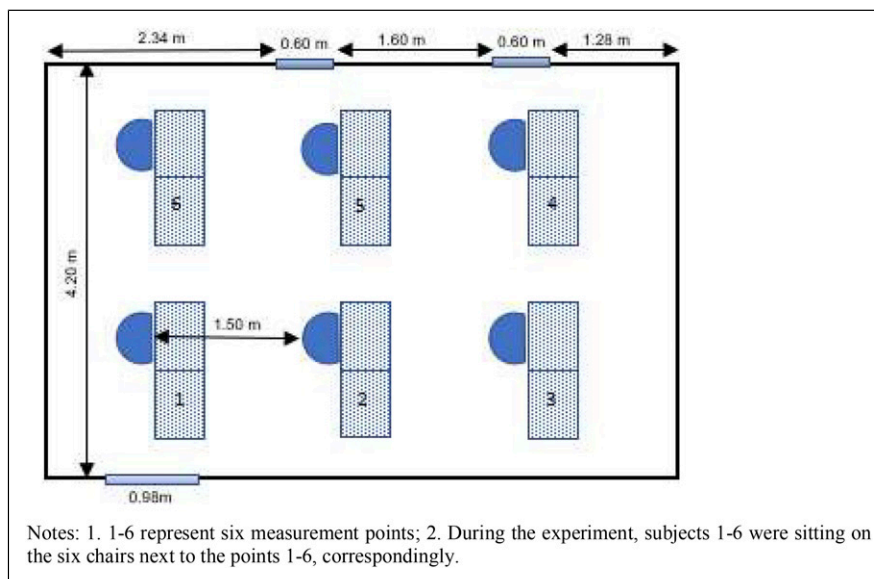 2.34 m
0.60 m
1.60 m
0.60 m
1.28 m
6
5
4
4.20 m
1.50 m
1
2
3
0.98m
Notes: 1. 1-6 represent six measurement points; 2. During the experiment, subjects 1-6 were sitting on
the six chairs next to the points 1-6, correspondingly.